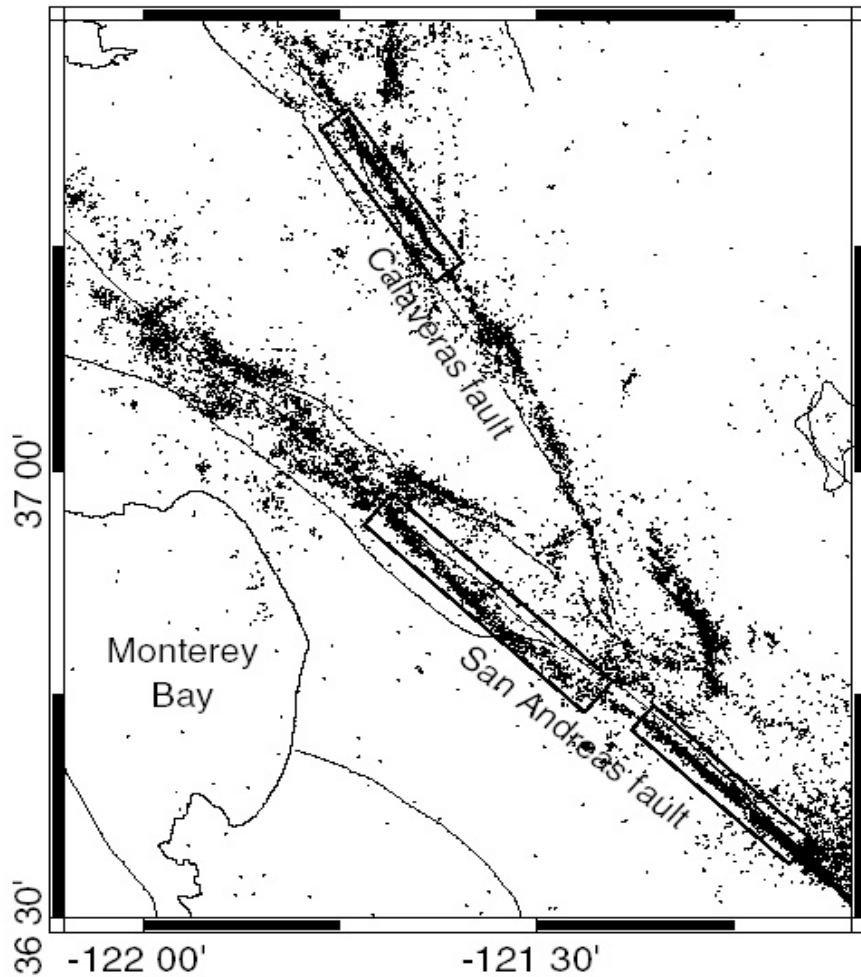 Calaveras fault
37 00'
Monterey
Bay
San Andreas fault
36 30'
-122 00'
-121 30'